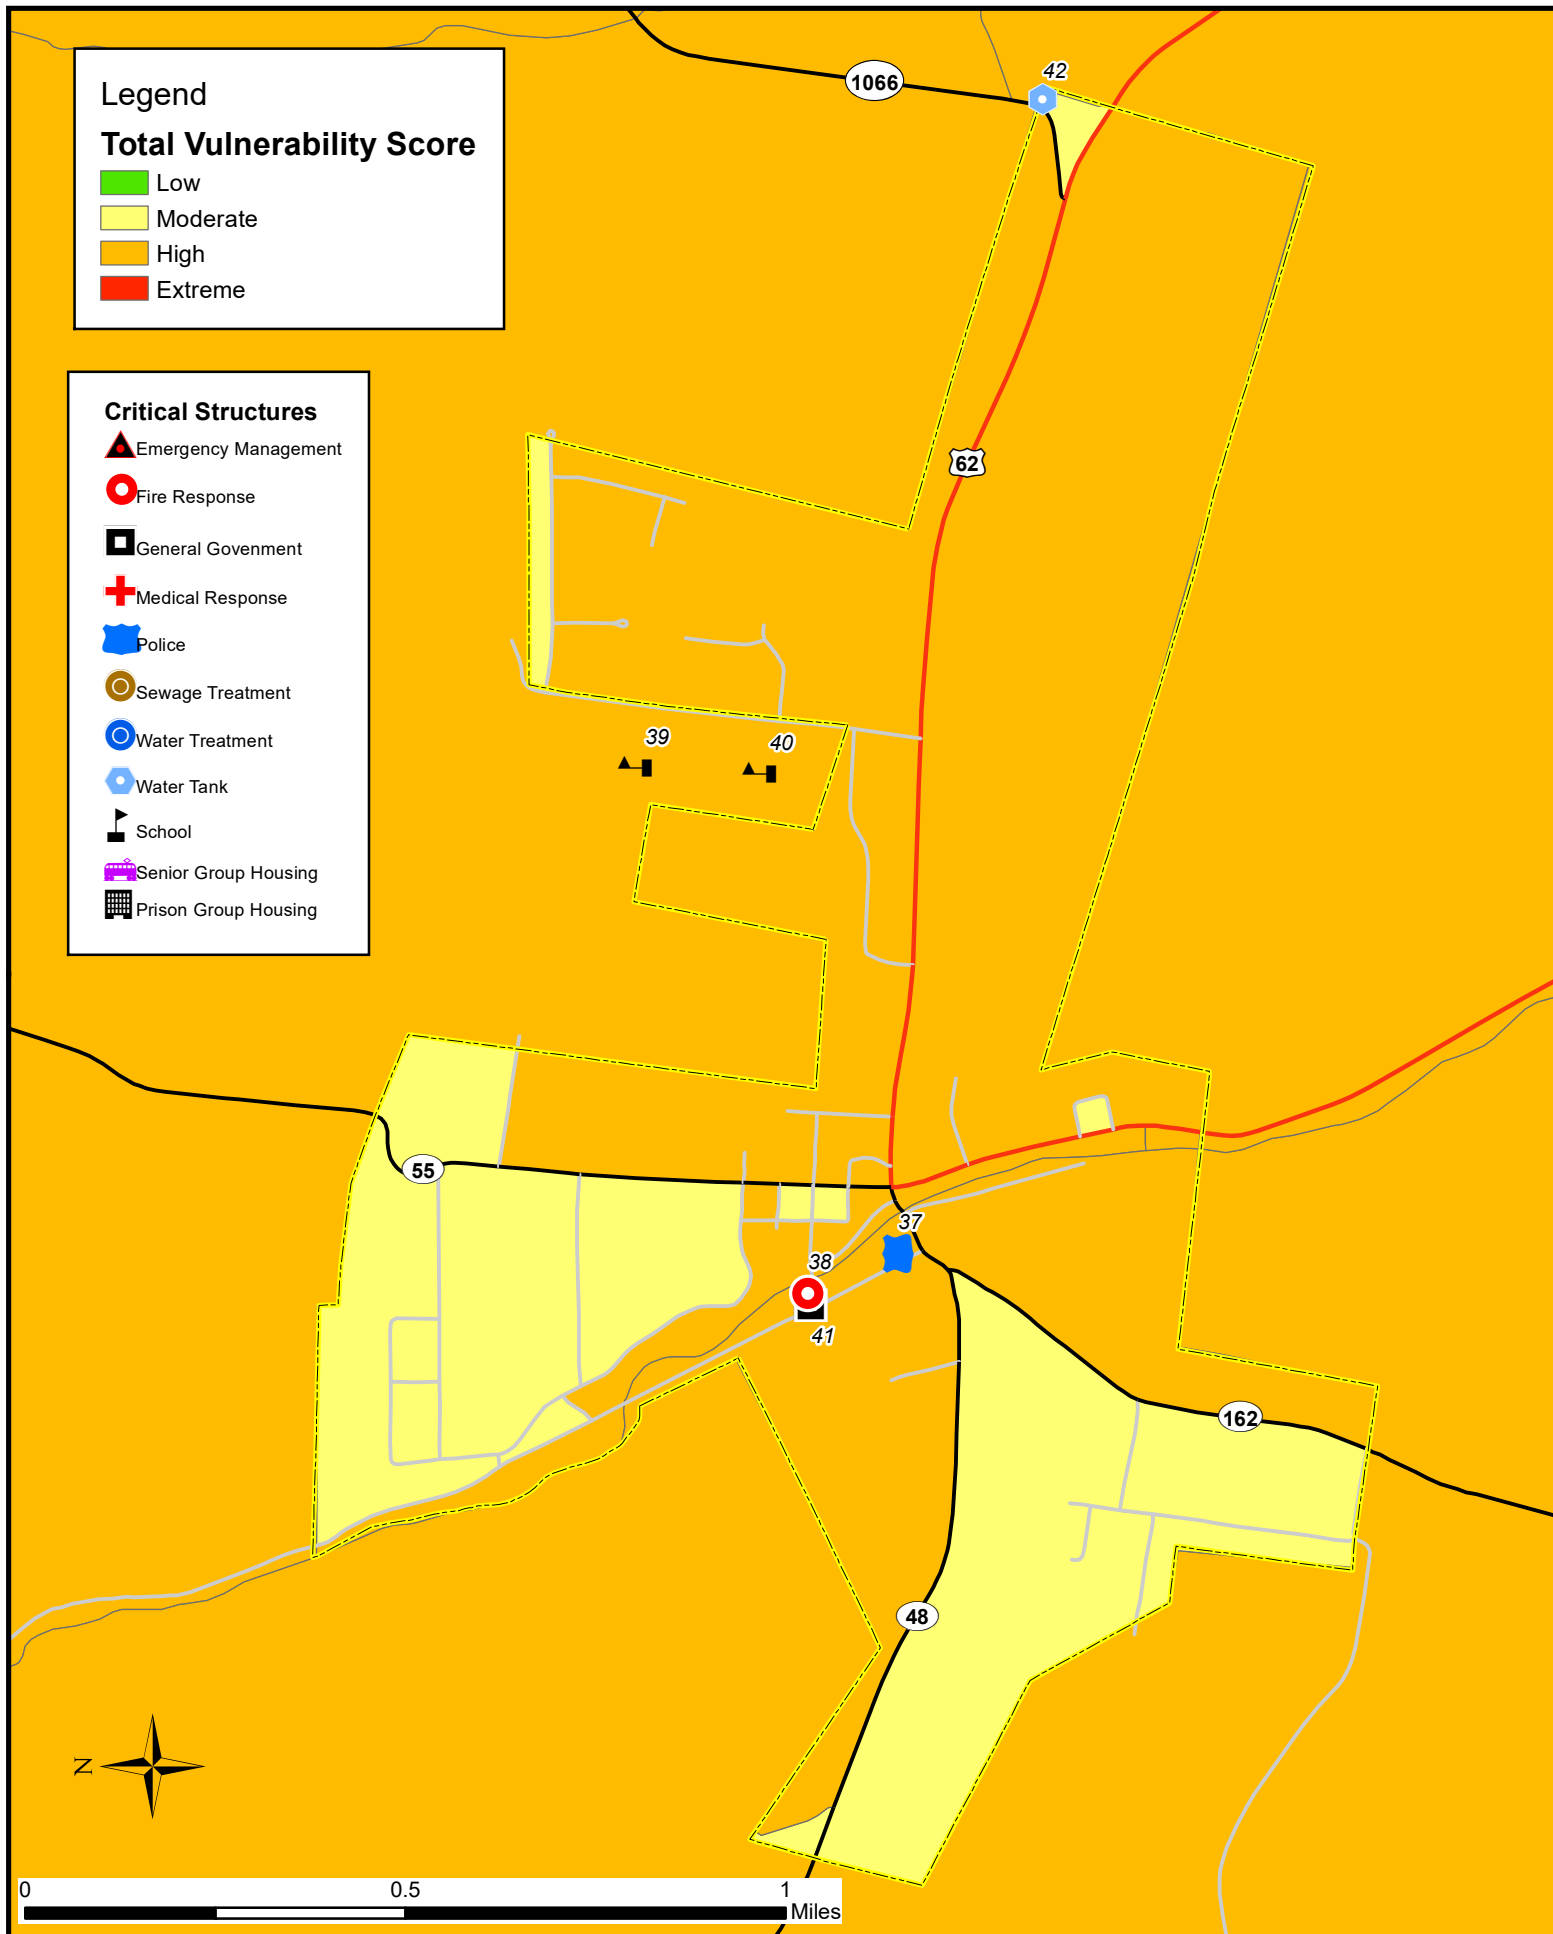 42
1066
Legend
Total Vulnerability Score
Low
Moderate
High
Extreme
Critical Structures
Emergency Management
Fire Response
General Govenment
Medical Response
Police
Sewage Treatment
Water Treatment
Water Tank
School
Senior Group Housing
Prison Group Housing
62
39
40
55
37
38
41
162
48
N
0 0.5 1
Miles